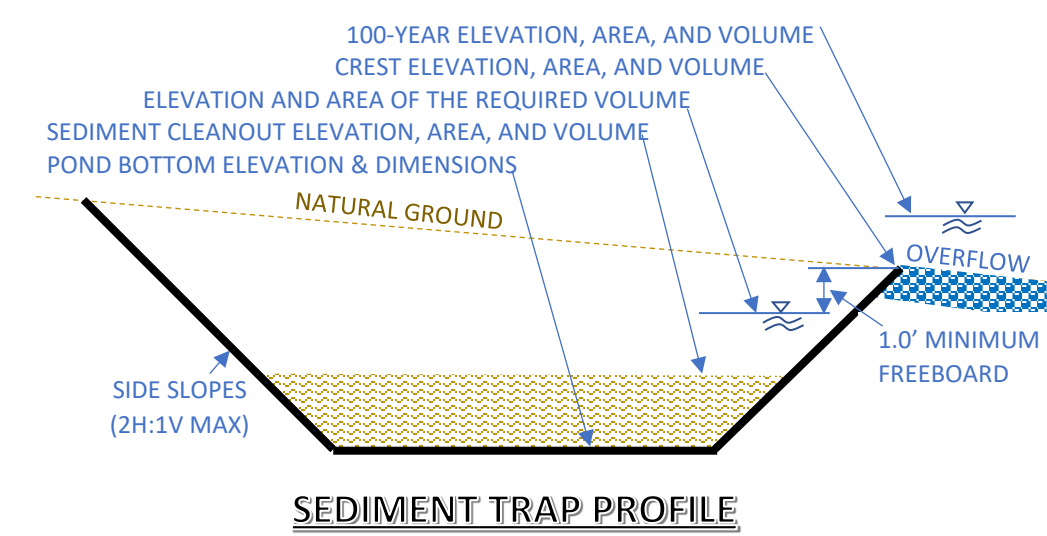 100-YEAR ELEVATION, AREA, AND VOLUME
CREST ELEVATION, AREA, AND VOLUME
ELEVATION AND AREA OF THE REQUIRED VOLUME
SEDIMENT CLEANOUT ELEVATION, AREA, AND VOLUME
POND BOTTOM ELEVATION & DIMENSIONS
NATURAL GROUND
OVERFLOW
1.0’ MINIMUM
FREEBOARD
SIDE SLOPES
(2H:1V MAX)
SEDIMENT TRAP PROFILE